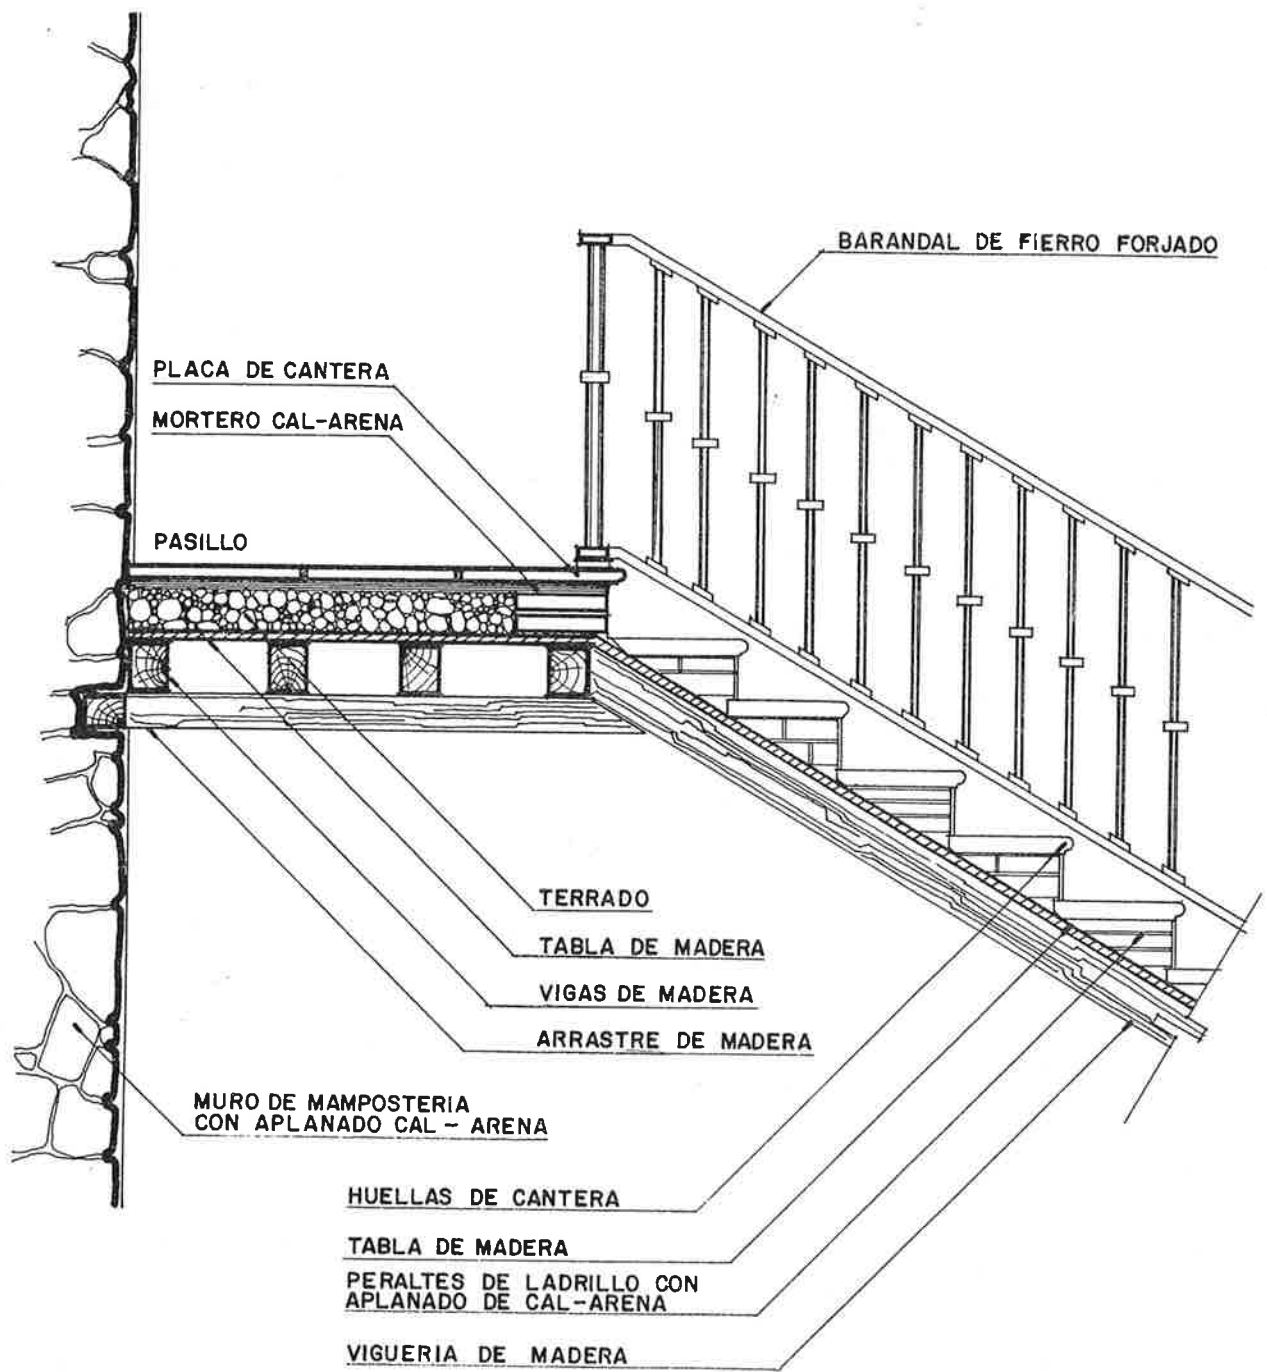 BARANDAL DE FIERRO FORJADO
PLACA DE CANTERA
MORTERO CAL-ARENA
PASILLO
TERRADO
TABLA DE MADERA
VIGAS DE MADERA
ARRASTRE DE MADERA
MURO DE MAMPOSTERIA
CON APLANADO CAL - ARENA
HUELLAS DE CANTERA
TABLA DE MADERA
PERALTES DE LADRILLO CON
APLANADO DE CAL-ARENA
VIGUERIA DE MADERA